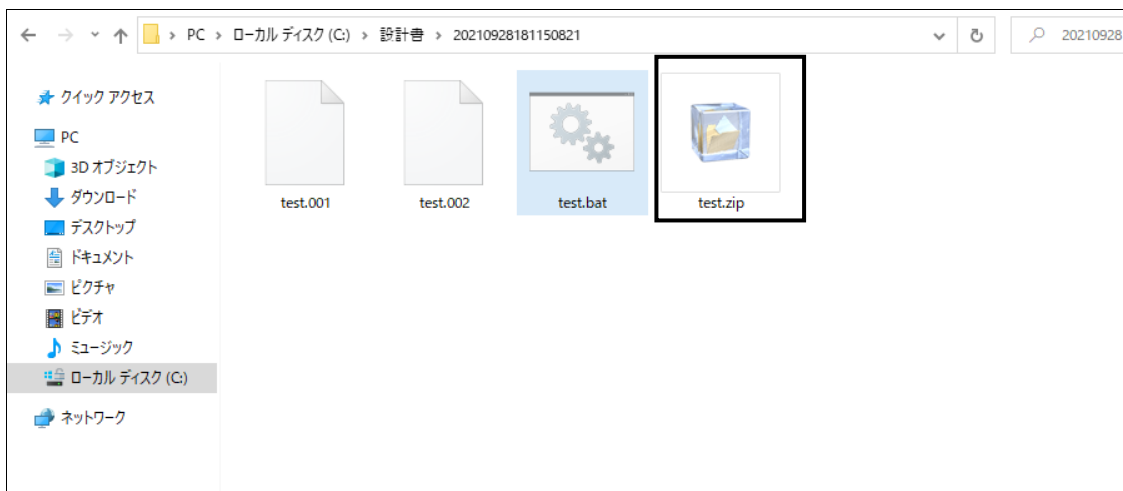 PC › ローカル ディスク (C:) › 設計書 › 20210928181150821
20210928
クイック アクセス
PC
3D オブジェクト
ダウンロード
デスクトップ
ドキュメント
ピクチャ
ビデオ
ミュージック
ローカル ディスク (C:)
ネットワーク
test.001
test.002
test.bat
test.zip